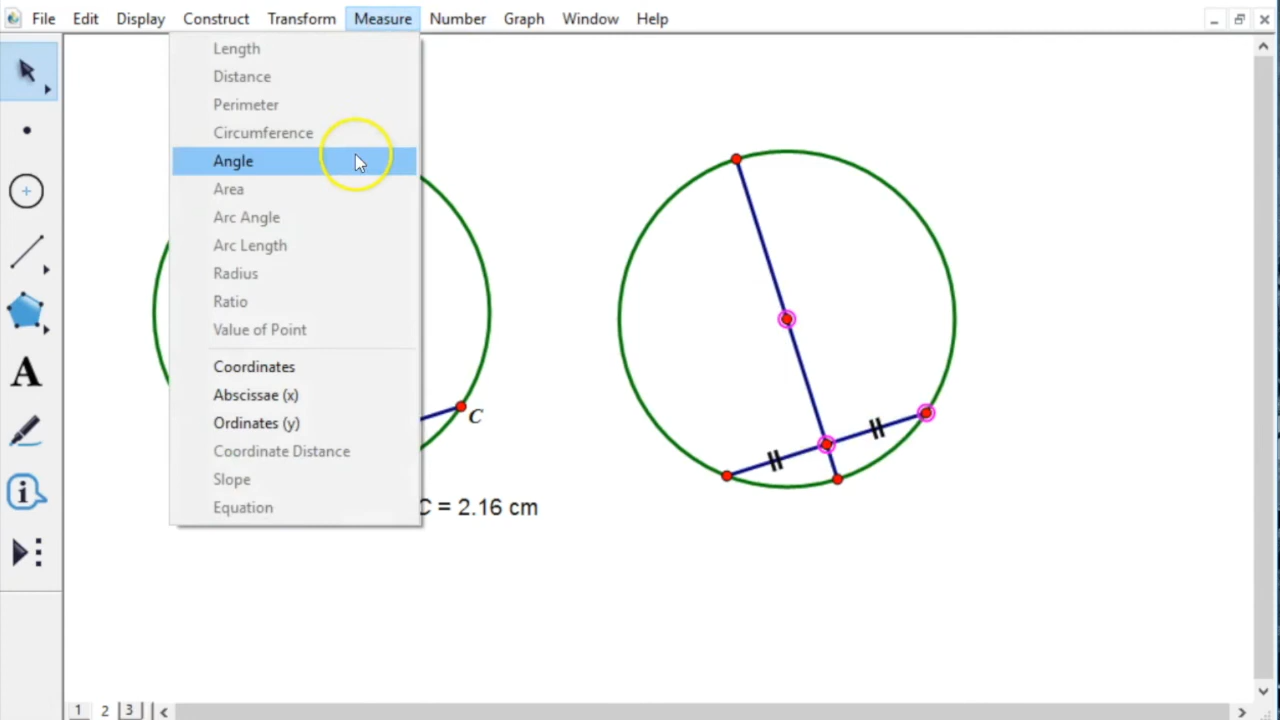 File Edit Display Construct Transform Measure Number Graph Window Help
Length
Distance
Perimeter
Circumference
Angle
Area
Arc Angle
Arc Length
Radius
Ratio
Value of Point
Coordinates
Abscissae (x)
Ordinates (y)
Coordinate Distance
Slope
Equation
A
C
C = 2.16 cm
1 2 3